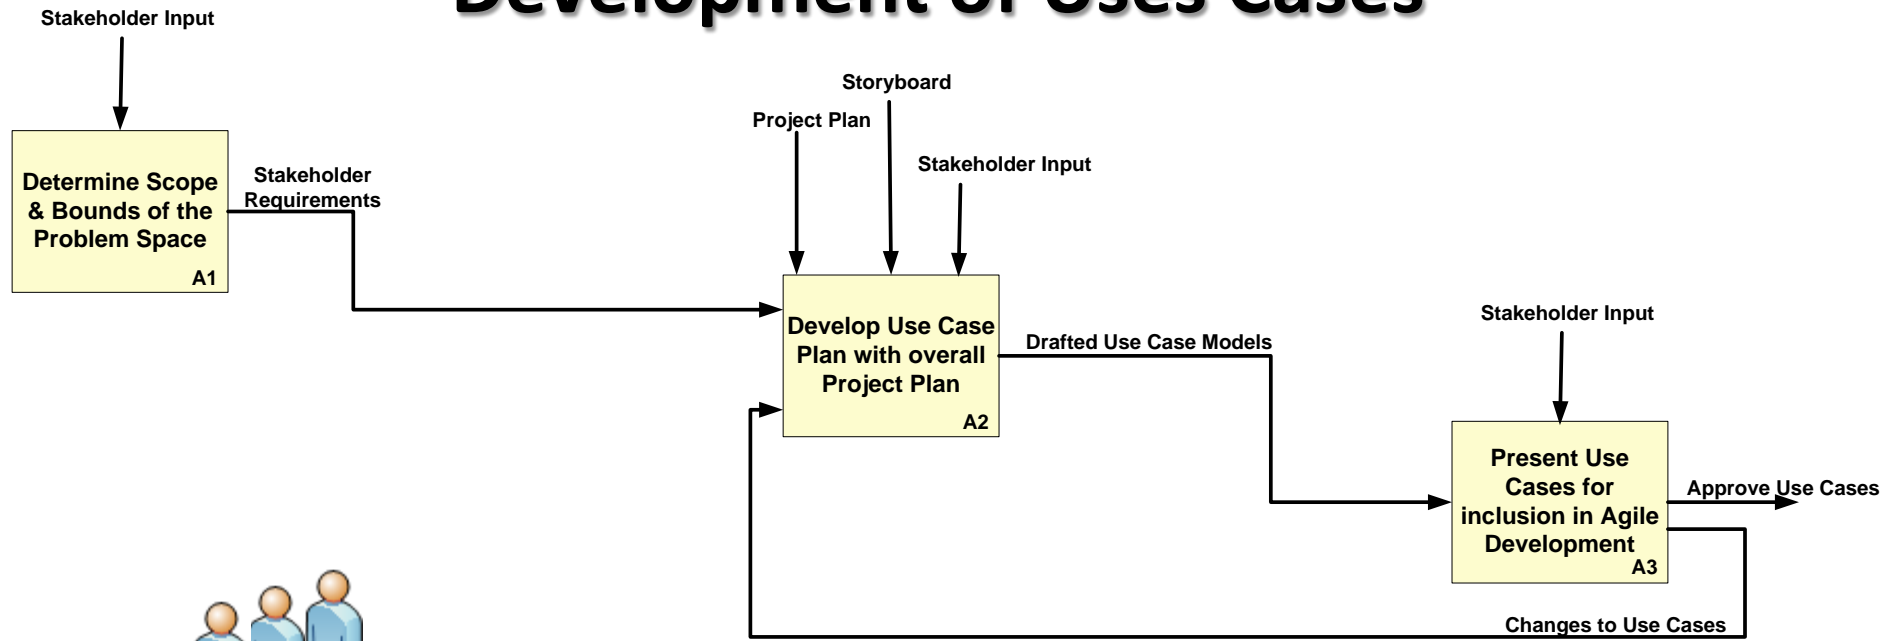 Development of Uses Cases
Stakeholder Input
Storyboard
Project Plan
Stakeholder Input
Determine Scope
& Bounds of the
Problem Space
A1
Stakeholder
Requirements
Develop Use Case
Plan with overall
Project Plan
A2
Drafted Use Case Models
Stakeholder Input
Present Use
Cases for
inclusion in Agile
Development
A3
Approve Use Cases
Changes to Use Cases